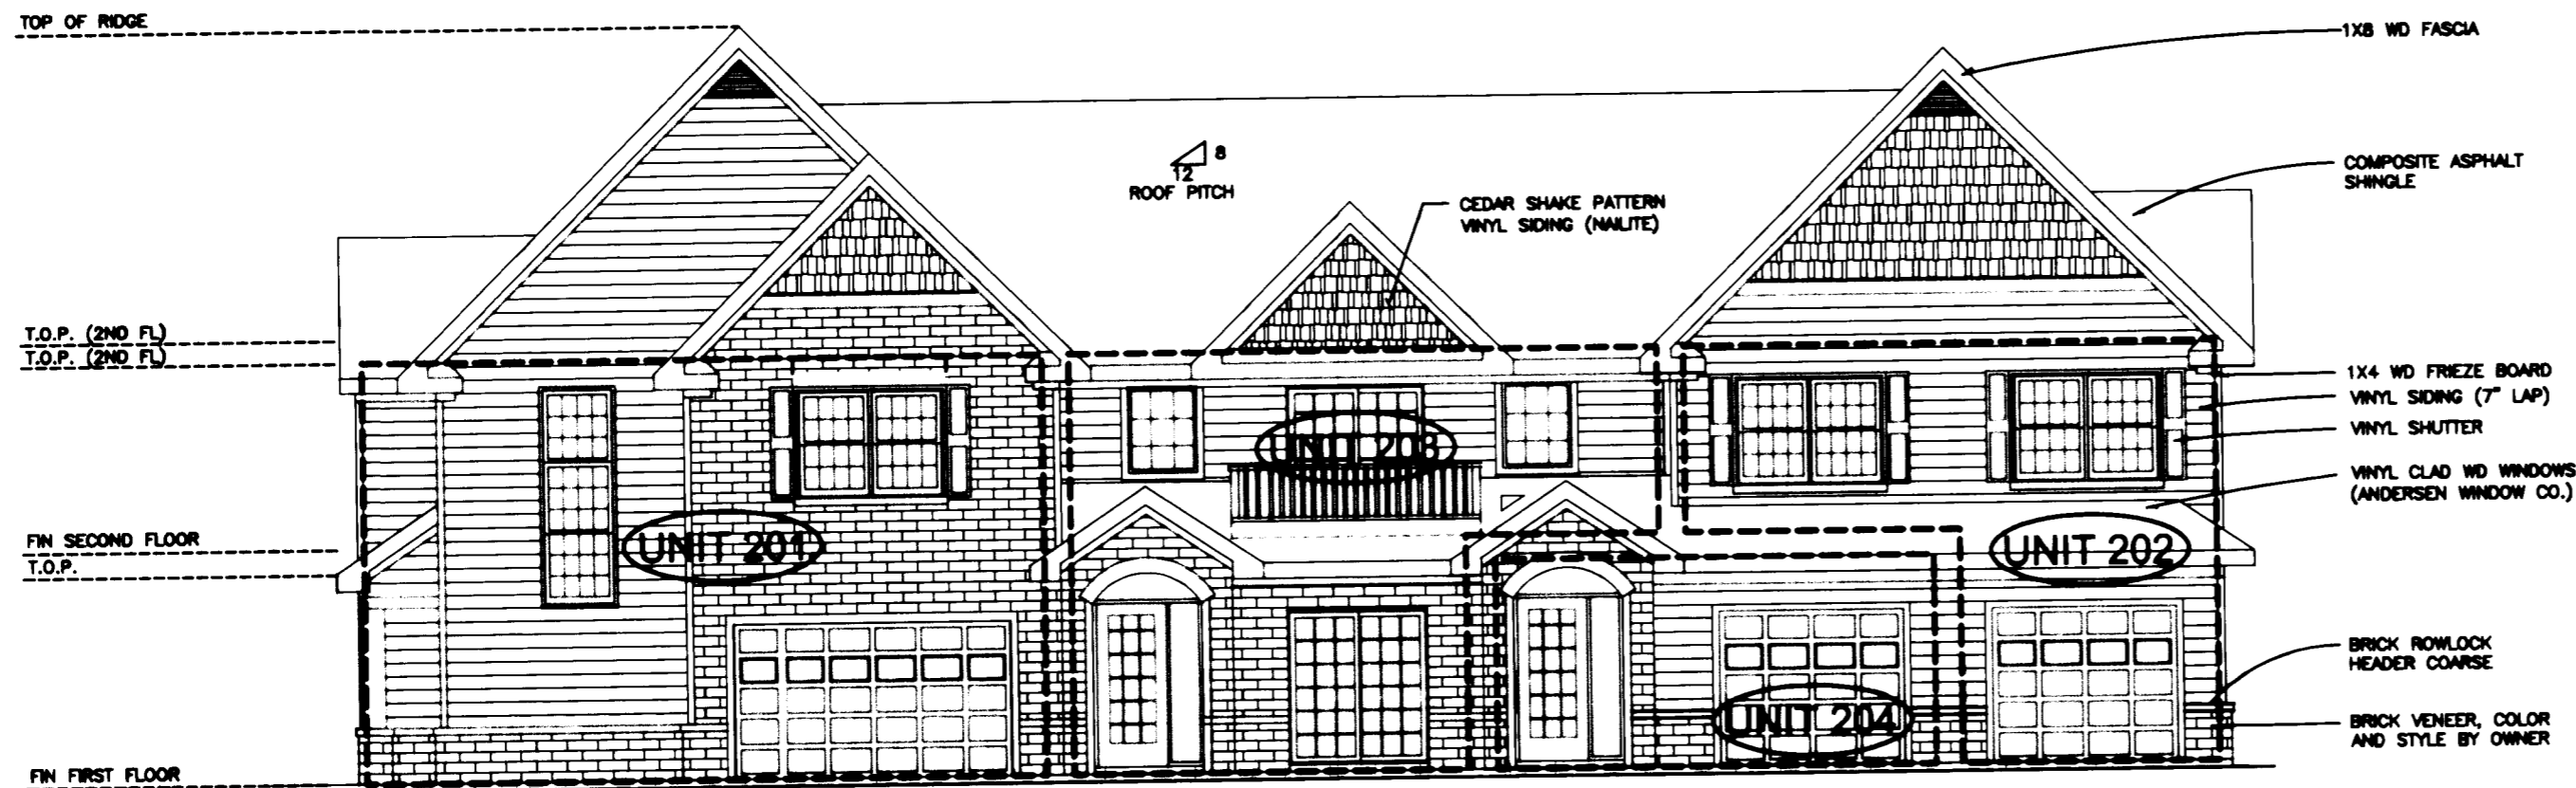 TOP OF RIDGE
1X8 WD FASCIA
8
12
ROOF PITCH
COMPOSITE ASPHALT
SHINGLE
CEDAR SHAKE PATTERN
VINYL SIDING (NAILITE)
T.O.P. (2ND FL)
T.O.P. (2ND FL)
1X4 WD FRIEZE BOARD
VINYL SIDING (7" LAP)
VINYL SHUTTER
UNIT 203
VINYL CLAD WD WINDOWS
(ANDERSEN WINDOW CO.)
FIN SECOND FLOOR
T.O.P.
UNIT 201
UNIT 202
BRICK ROWLOCK
HEADER COARSE
UNIT 204
BRICK VENEER, COLOR
AND STYLE BY OWNER
FIN FIRST FLOOR